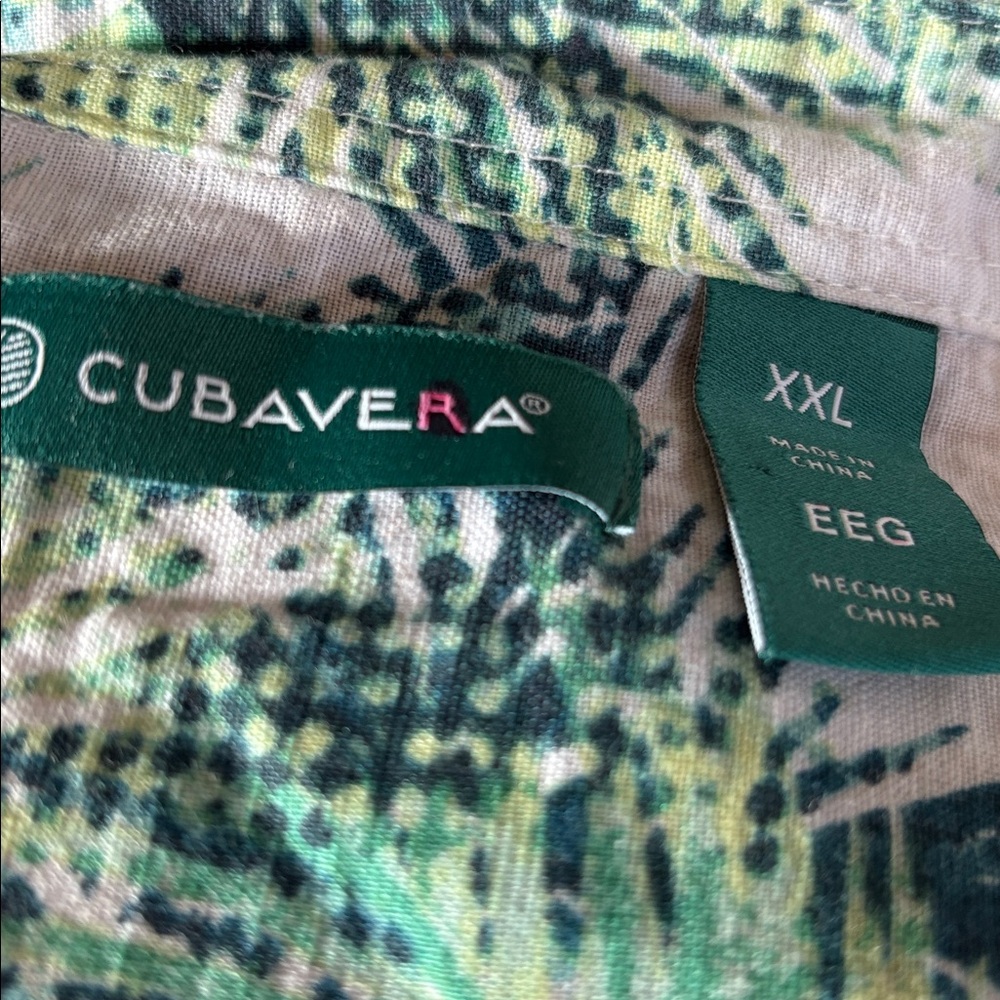 CUBAVERA®
XXL
MADE IN
CHINA
EEG
HECHO EN
CHINA